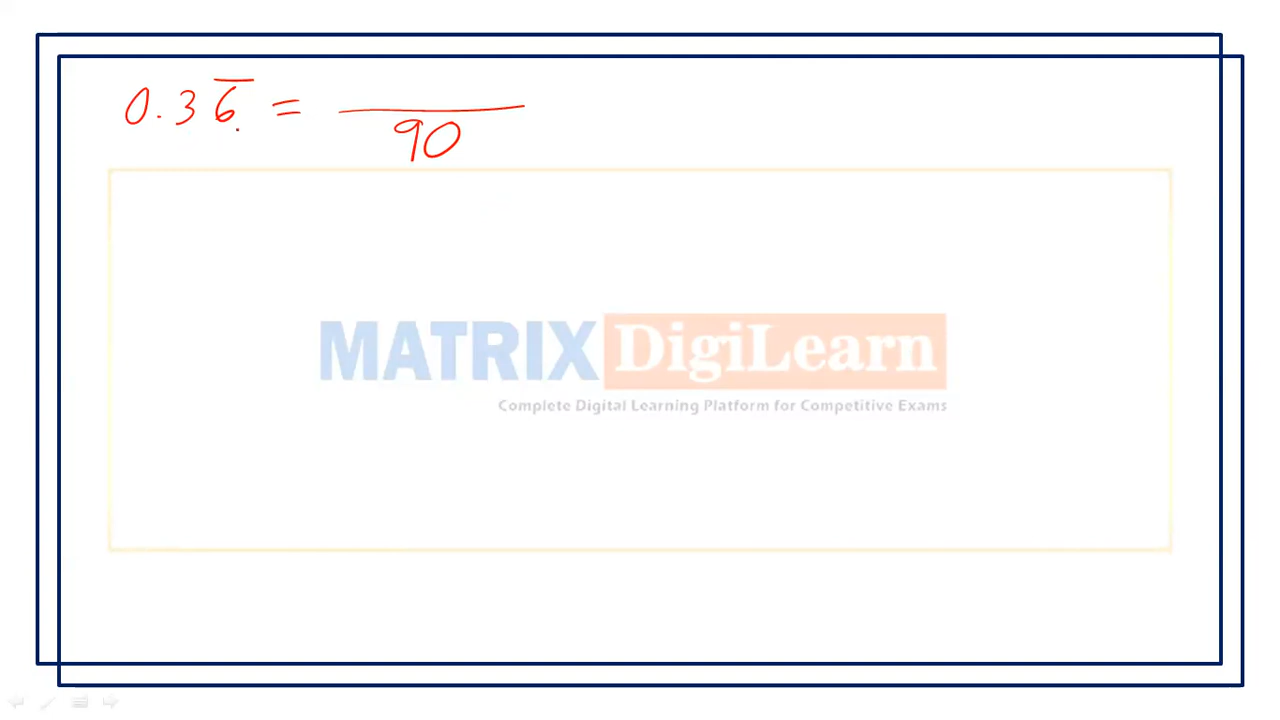 0.36̅ = ────
90
MATRIX DigiLearn
Complete Digital Learning Platform for Competitive Exams